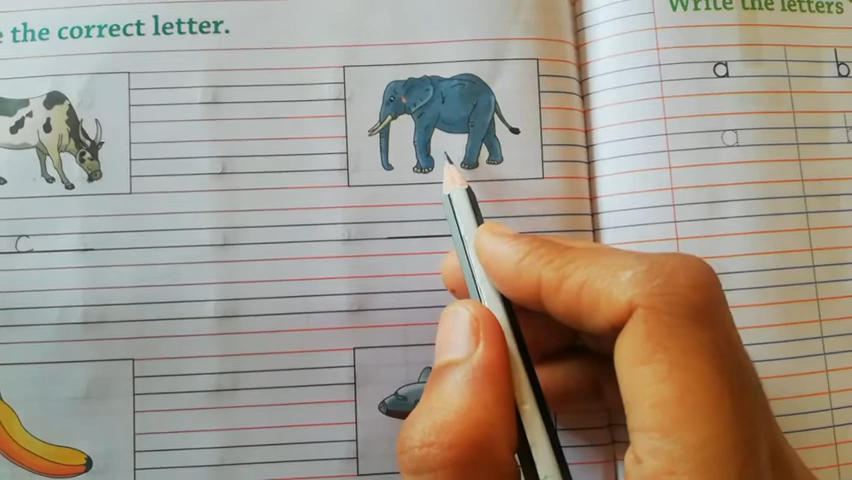 e the correct letter.
Write the letters
a b
a
c